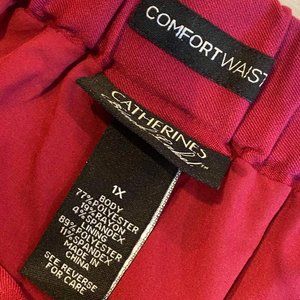 COMFORTWAIST
CATHERINES
1X
BODY
77% POLYESTER
19% RAYON
4% SPANDEX
LINING
89% POLYESTER
11% SPANDEX
MADE IN
CHINA
SEE REVERSE
FOR CARE